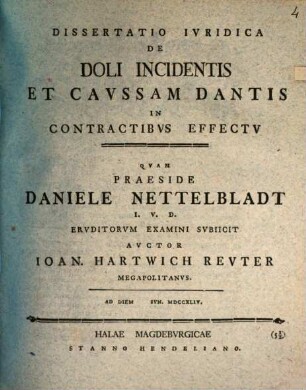 4
DISSERTATIO IVRIDICA
DE
DOLI INCIDENTIS
ET CAVSSAM DANTIS
IN
CONTRACTIBVS EFFECTV
QVAM
PRAESIDE
DANIELE NETTELBLADT
I. V. D.
ERVDITORVM EXAMINI SVBIICIT
AVCTOR
IOAN. HARTWICH REVTER
MEGAPOLITANVS.
AD DIEM IVN. MDCCXLIV.
HALAE MAGDEBVRGICAE
STANNO HENDELIANO.